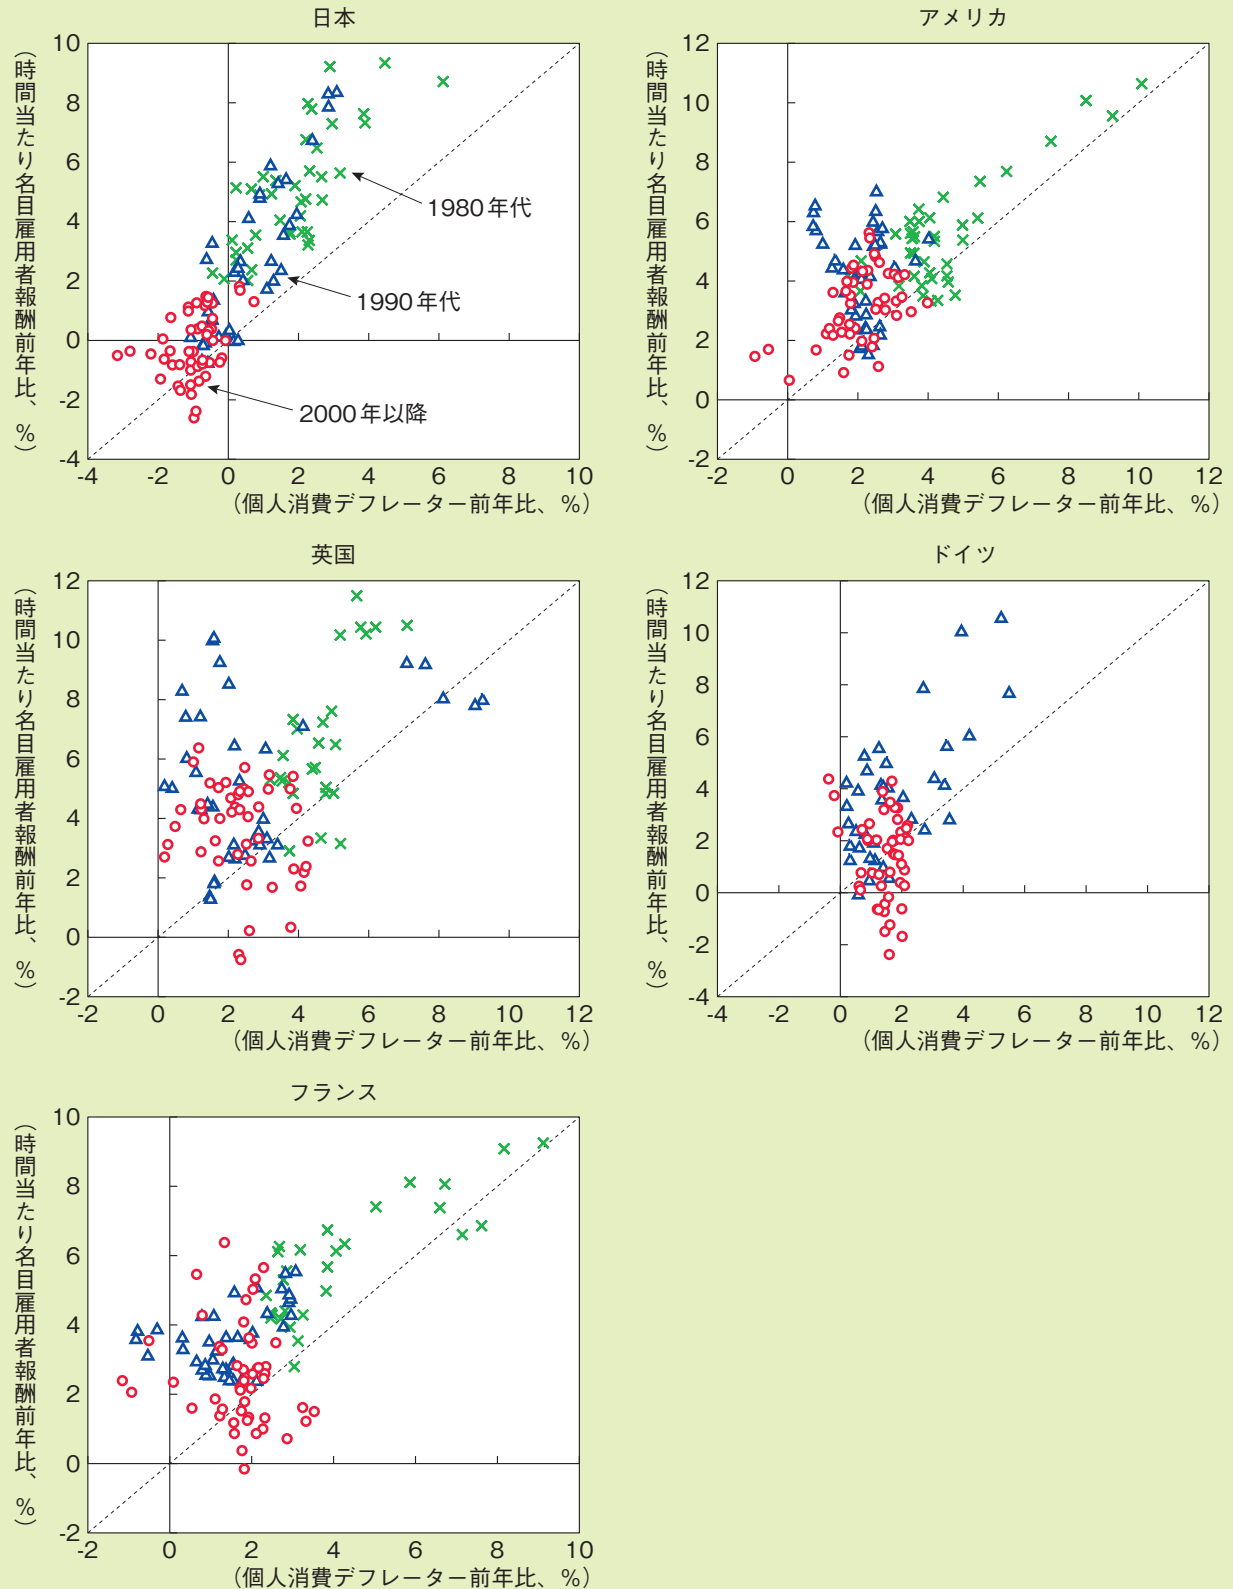 日本
(時間当たり名目雇用者報酬前年比、%)
10
8
6
4
2
0
-2
-4
1980年代
1990年代
2000年以降
-4 -2 0 2 4 6 8 10
(個人消費デフレーター前年比、%)
アメリカ
(時間当たり名目雇用者報酬前年比、%)
12
10
8
6
4
2
0
-2
-2 0 2 4 6 8 10 12
(個人消費デフレーター前年比、%)
英国
(時間当たり名目雇用者報酬前年比、%)
12
10
8
6
4
2
0
-2
-2 0 2 4 6 8 10 12
(個人消費デフレーター前年比、%)
ドイツ
(時間当たり名目雇用者報酬前年比、%)
12
10
8
6
4
2
0
-2
-4
-4 -2 0 2 4 6 8 10 12
(個人消費デフレーター前年比、%)
フランス
(時間当たり名目雇用者報酬前年比、%)
10
8
6
4
2
0
-2
-2 0 2 4 6 8 10
(個人消費デフレーター前年比、%)